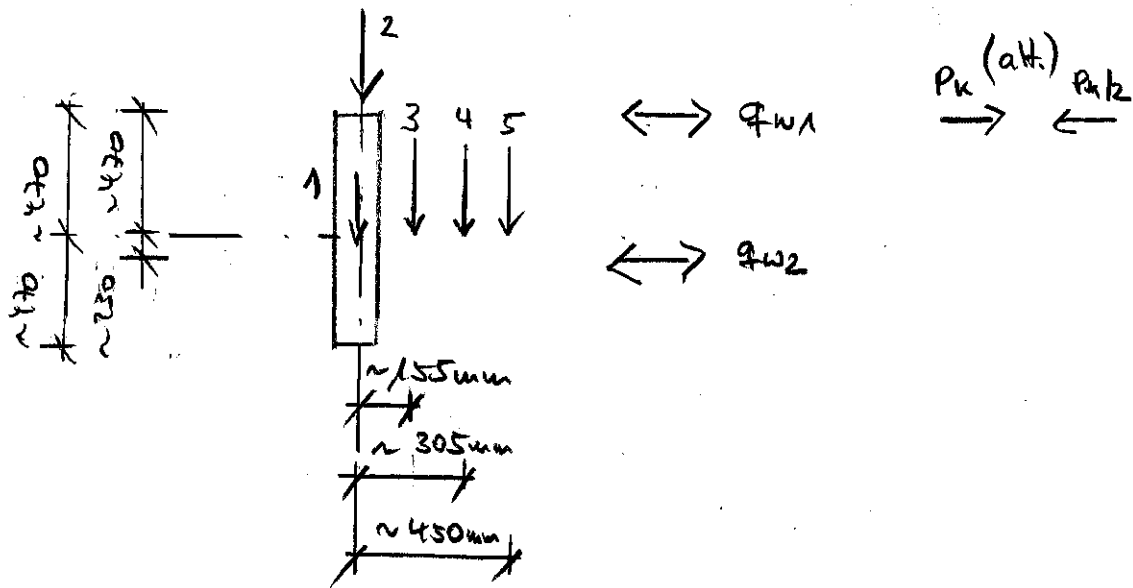 2
3 4 5
1
qw1
qw2
PK (alt.) PK/2
~470
~470
~470
~230
~155mm
~305mm
~450mm